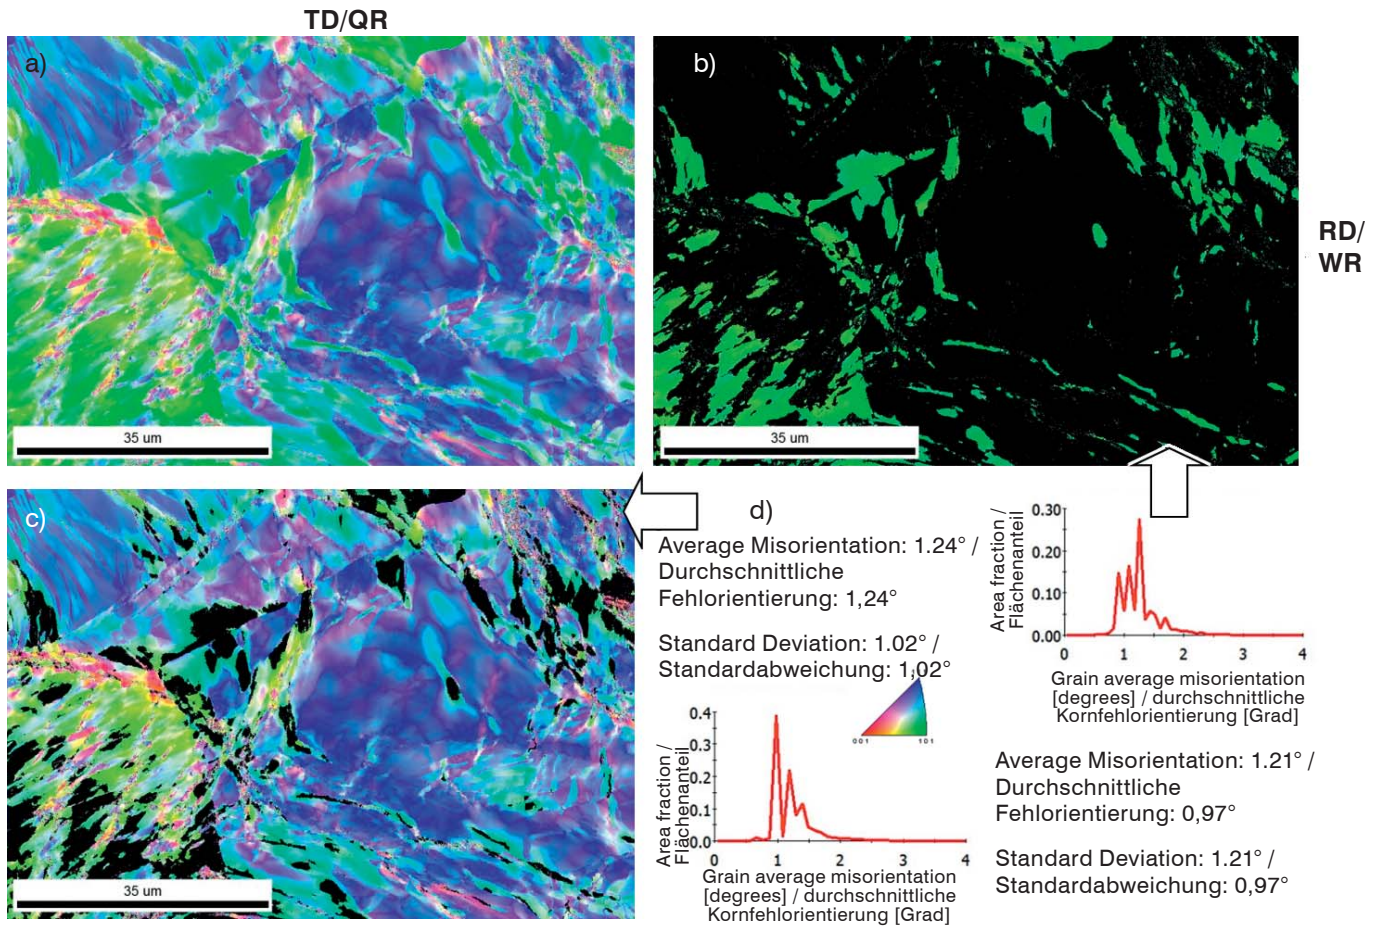 TD/QR
a)
b)
RD/
WR
35 um
35 um
c)
d)
Average Misorientation: 1.24° /
Durchschnittliche
Fehlorientierung: 1,24°
Standard Deviation: 1.02° /
Standardabweichung: 1,02°
001
101
Area fraction /
Flächenanteil
0.4
0.3
0.2
0.1
0.0
0
1
2
3
4
Grain average misorientation
[degrees] / durchschnittliche
Kornfehlorientierung [Grad]
Area fraction /
Flächenanteil
0.30
0.20
0.10
0.00
0
1
2
3
4
Grain average misorientation
[degrees] / durchschnittliche
Kornfehlorientierung [Grad]
Average Misorientation: 1.21° /
Durchschnittliche
Fehlorientierung: 0,97°
Standard Deviation: 1.21° /
Standardabweichung: 0,97°
35 um